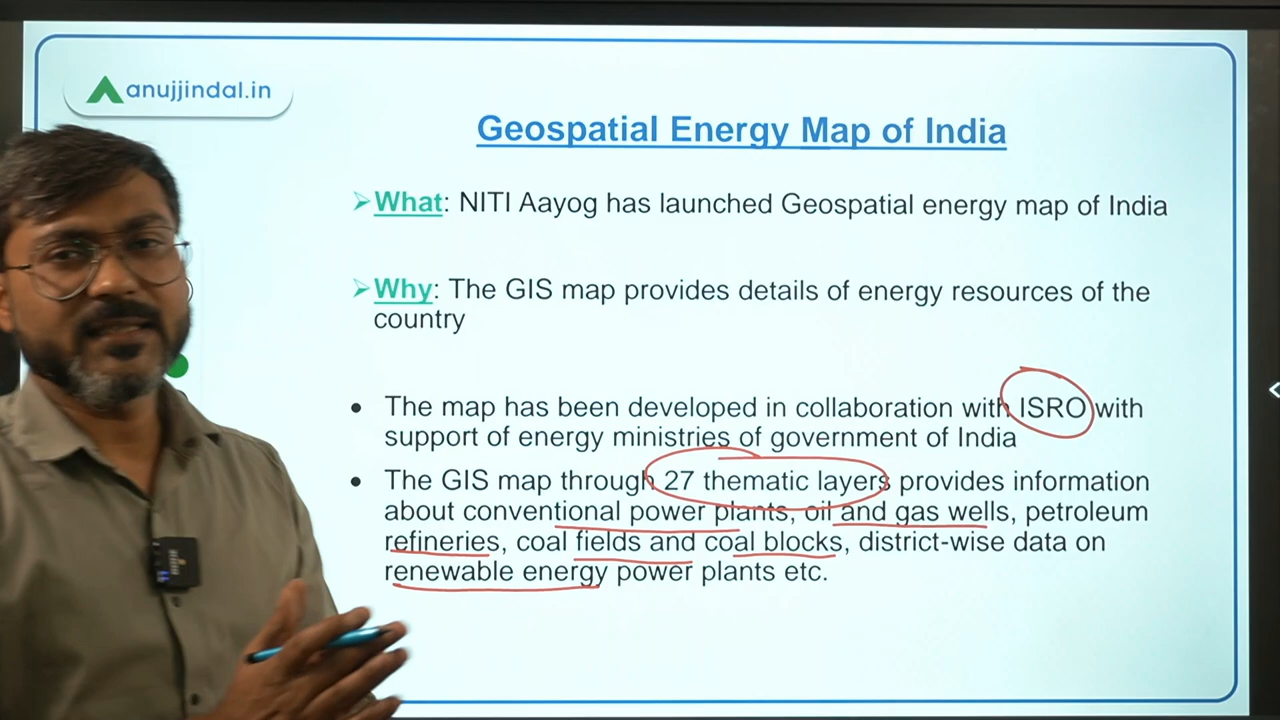 anujjindal.in
Geospatial Energy Map of India
➢What: NITI Aayog has launched Geospatial energy map of India
➢Why: The GIS map provides details of energy resources of the
country
• The map has been developed in collaboration with ISRO with
support of energy ministries of government of India
• The GIS map through 27 thematic layers provides information
about conventional power plants, oil and gas wells, petroleum
refineries, coal fields and coal blocks, district-wise data on
renewable energy power plants etc.